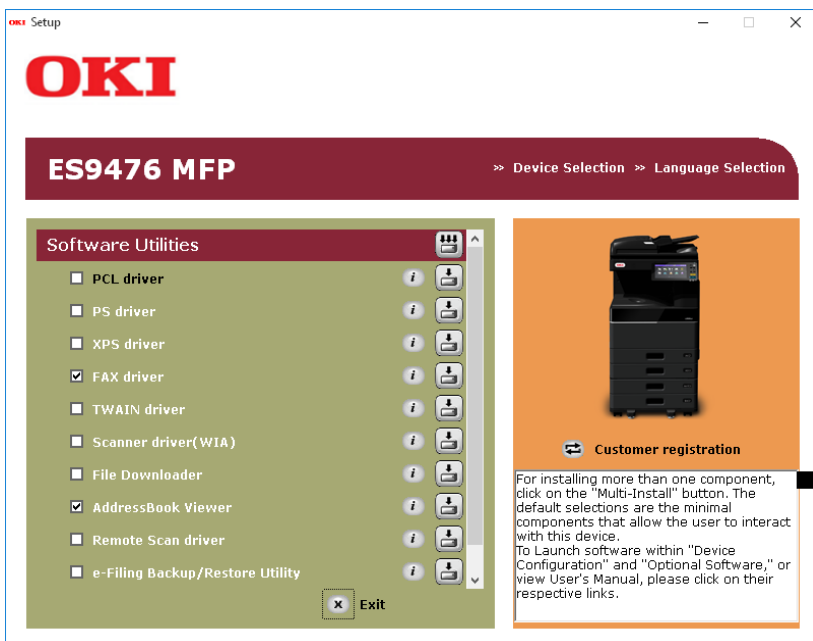 OKI Setup
OKI
ES9476 MFP
» Device Selection » Language Selection
Software Utilities
PCL driver
PS driver
XPS driver
FAX driver
TWAIN driver
Scanner driver(WIA)
File Downloader
AddressBook Viewer
Remote Scan driver
e-Filing Backup/Restore Utility
x Exit
Customer registration
For installing more than one component,
click on the "Multi-Install" button. The
default selections are the minimal
components that allow the user to interact
with this device.
To Launch software within "Device
Configuration" and "Optional Software," or
view User's Manual, please click on their
respective links.